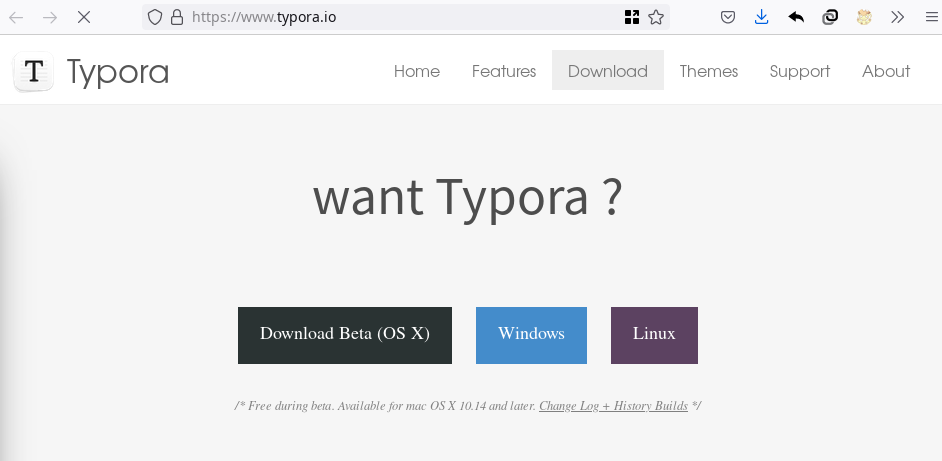 https://www.typora.io
T Typora
Home Features Download Themes Support About
want Typora ?
Download Beta (OS X) Windows Linux
/* Free during beta. Available for mac OS X 10.14 and later. Change Log + History Builds */